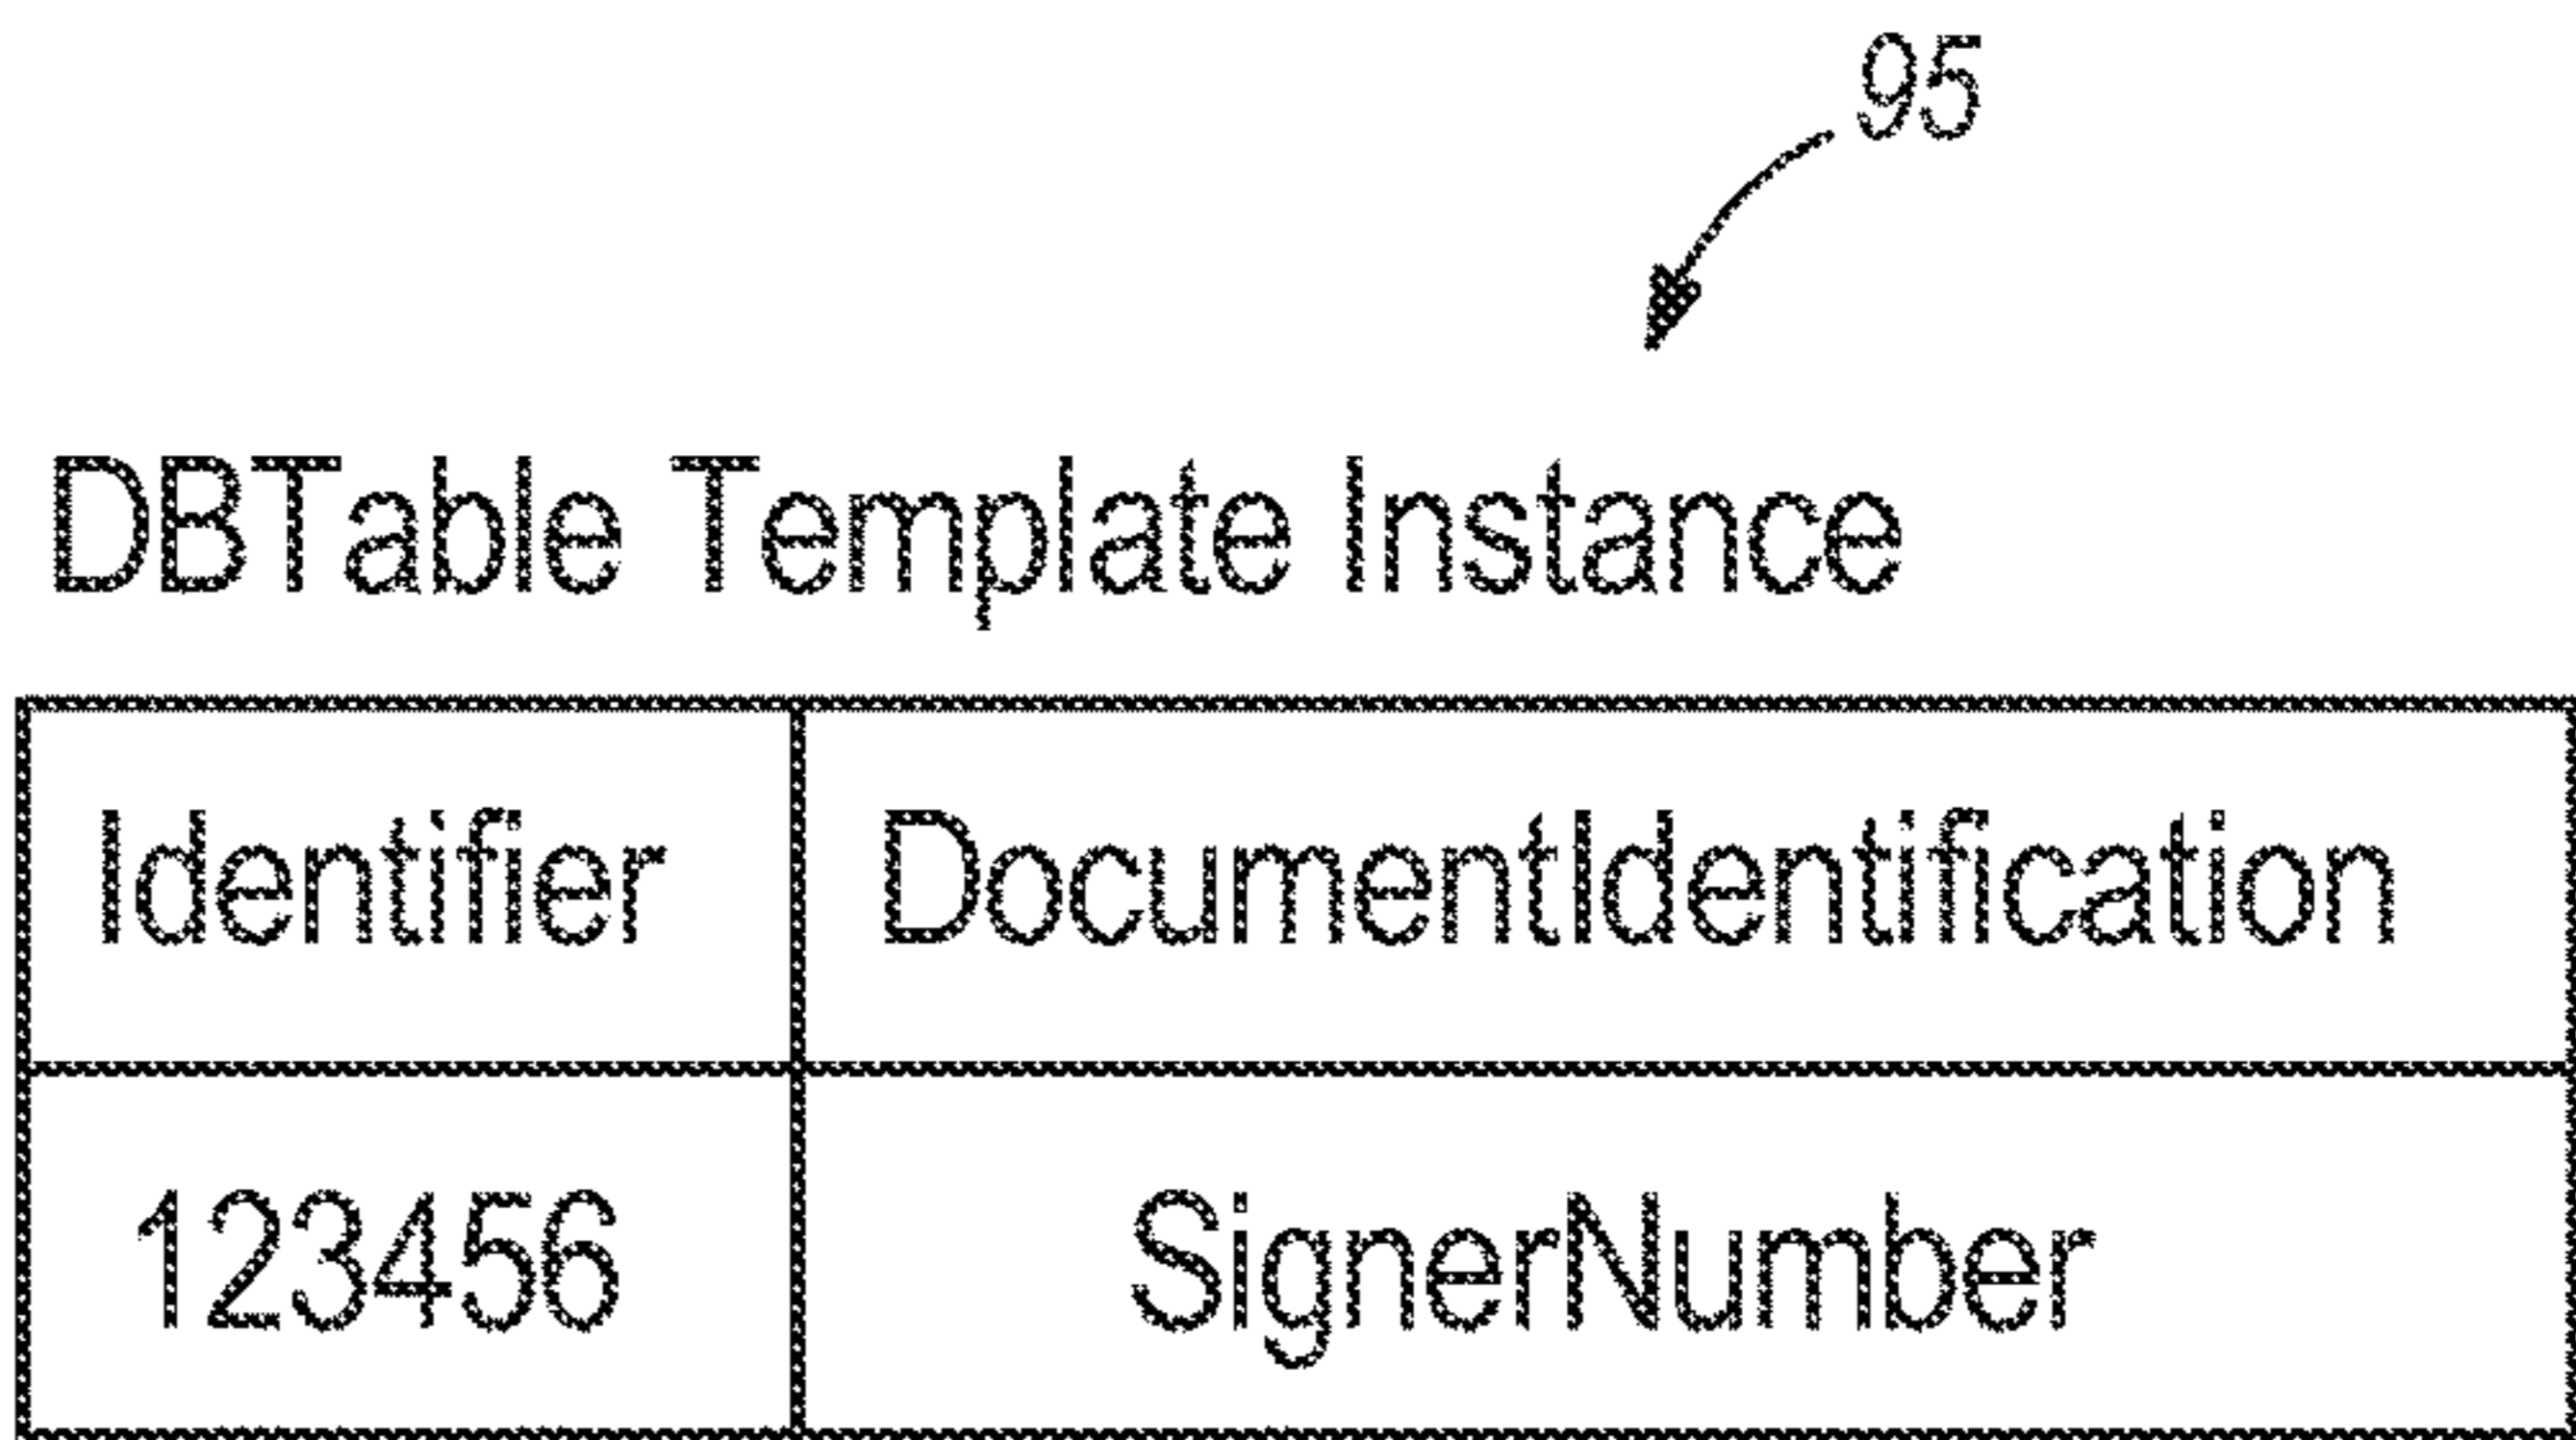 95
DBTable Template Instance
Identifier DocumentIdentification
123456 SignerNumber